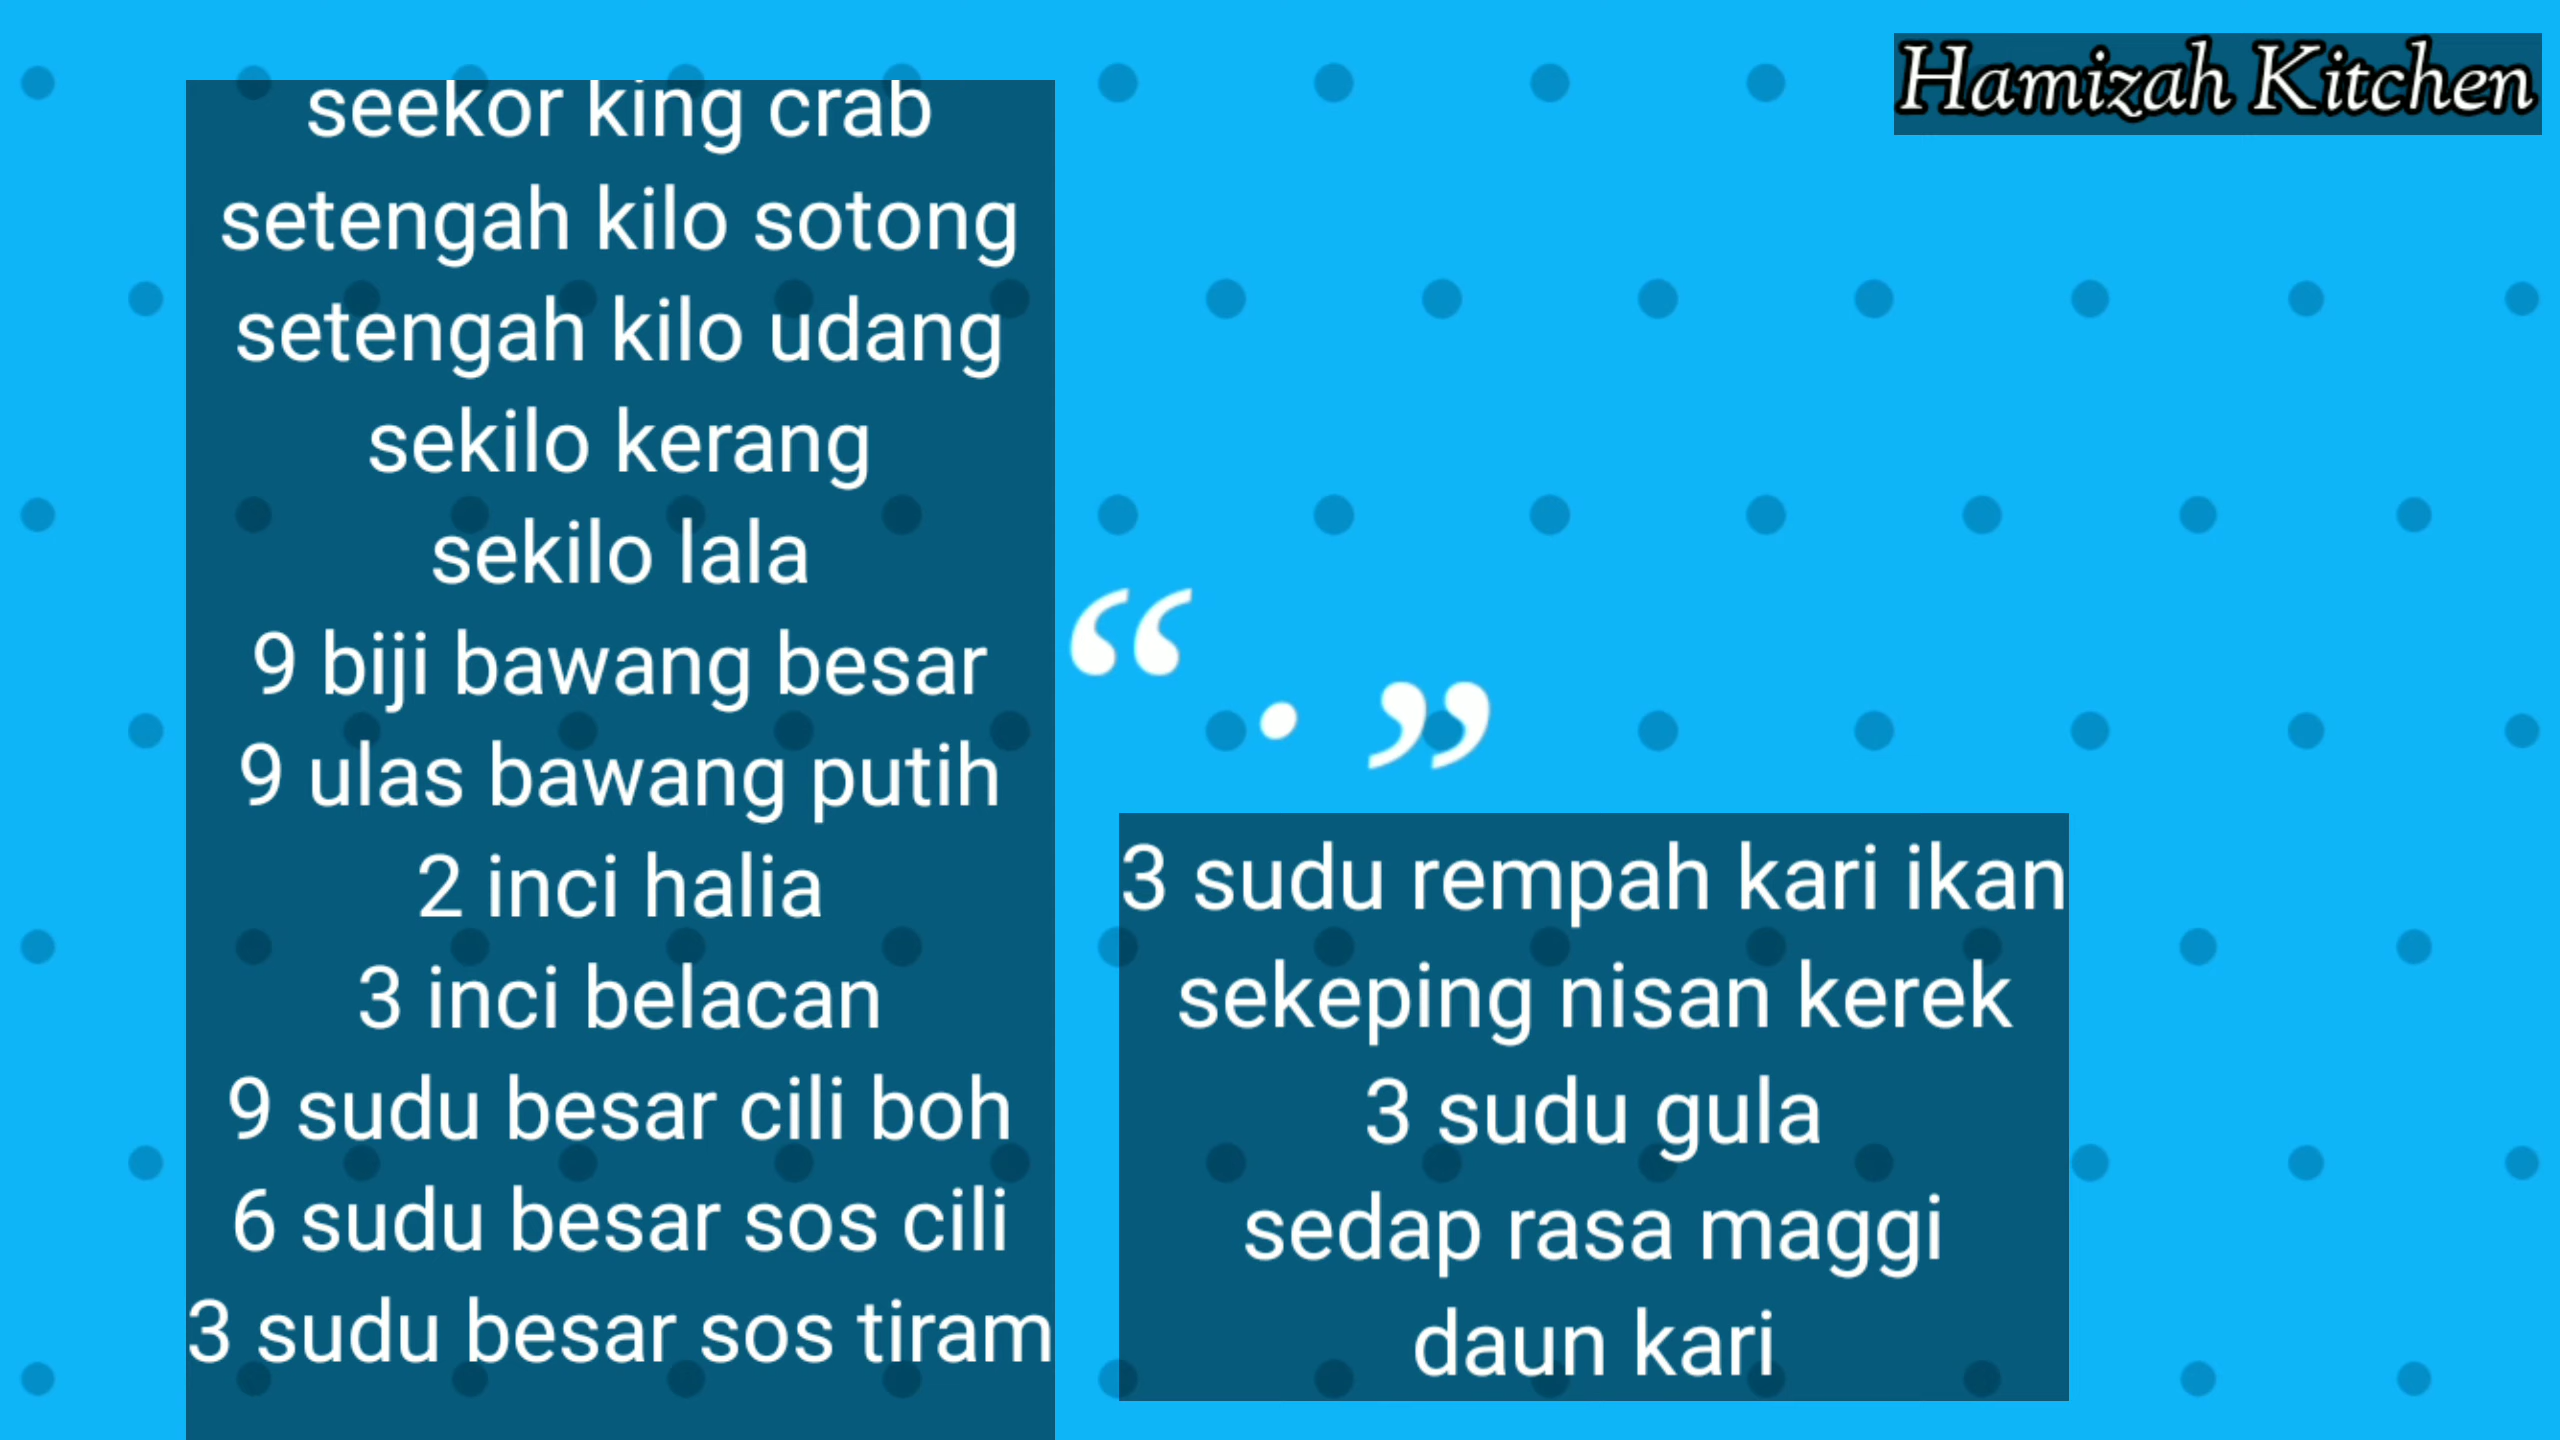 Hamizah Kitchen
seekor king crab
setengah kilo sotong
setengah kilo udang
sekilo kerang
sekilo lala
9 biji bawang besar
9 ulas bawang putih
2 inci halia
3 inci belacan
9 sudu besar cili boh
6 sudu besar sos cili
3 sudu besar sos tiram
“ . ”
3 sudu rempah kari ikan
sekeping nisan kerek
3 sudu gula
sedap rasa maggi
daun kari